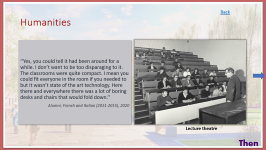 Back
Humanities
"Yes, you could tell it had been around for a
while. I don't want to be too disparaging to it.
The classrooms were quite compact. I mean you
could fit everyone in the room if you needed to
but it wasn't state of the art technology. Here
there and everywhere there was a lot of boring
desks and chairs that would fold down."
Alumni: French and Italian (2011-2015), 2020
Lecture theatre
Then